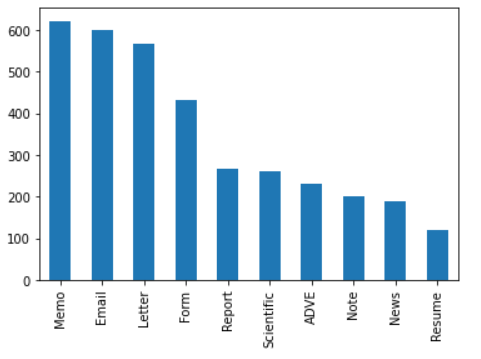 600
500
400
300
200
100
0
Memo
Email
Letter
Form
Report
Scientific
ADVE
Note
News
Resume